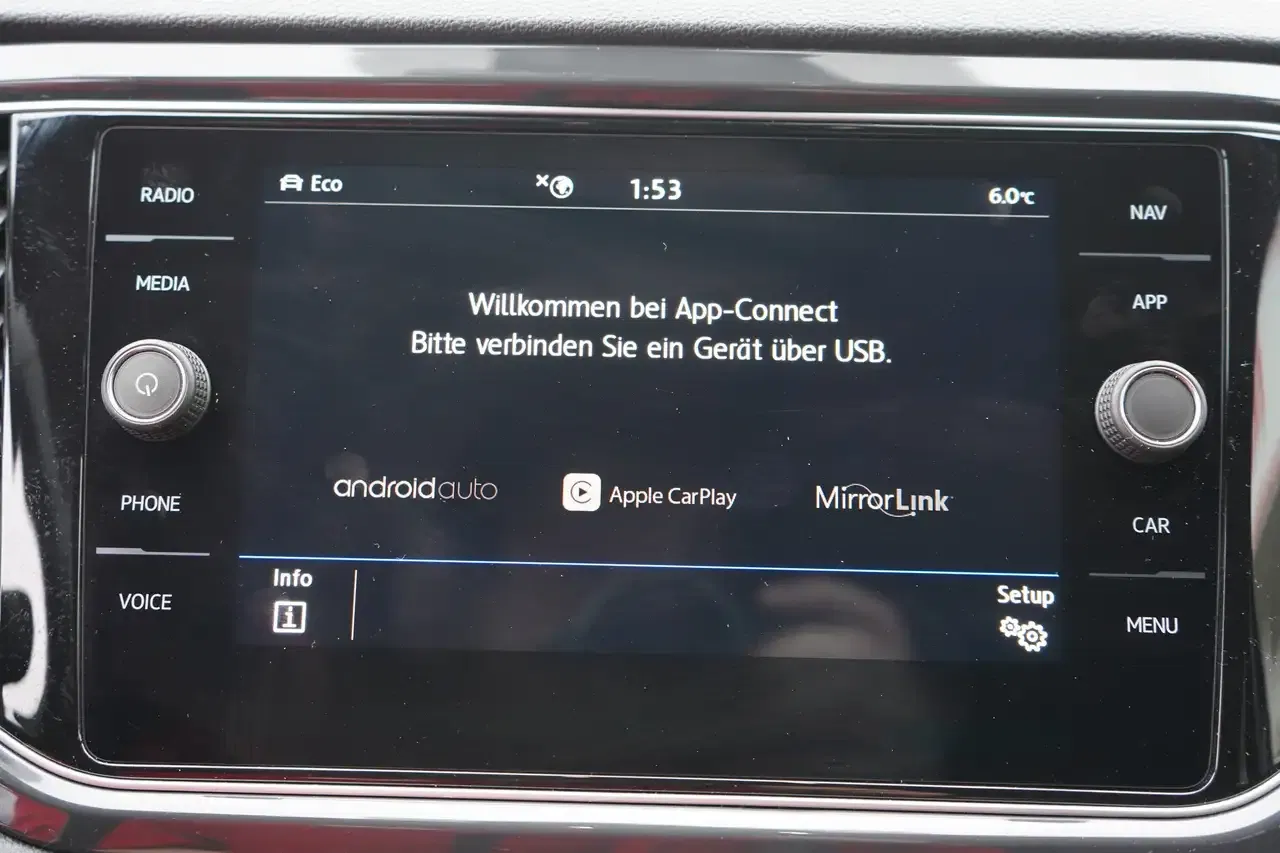 RADIO
MEDIA
PHONE
VOICE
Eco
1:53
6.0°C
Willkommen bei App-Connect
Bitte verbinden Sie ein Gerät über USB.
androidauto
Apple CarPlay
MirrorLink
Info
Setup
NAV
APP
CAR
MENU